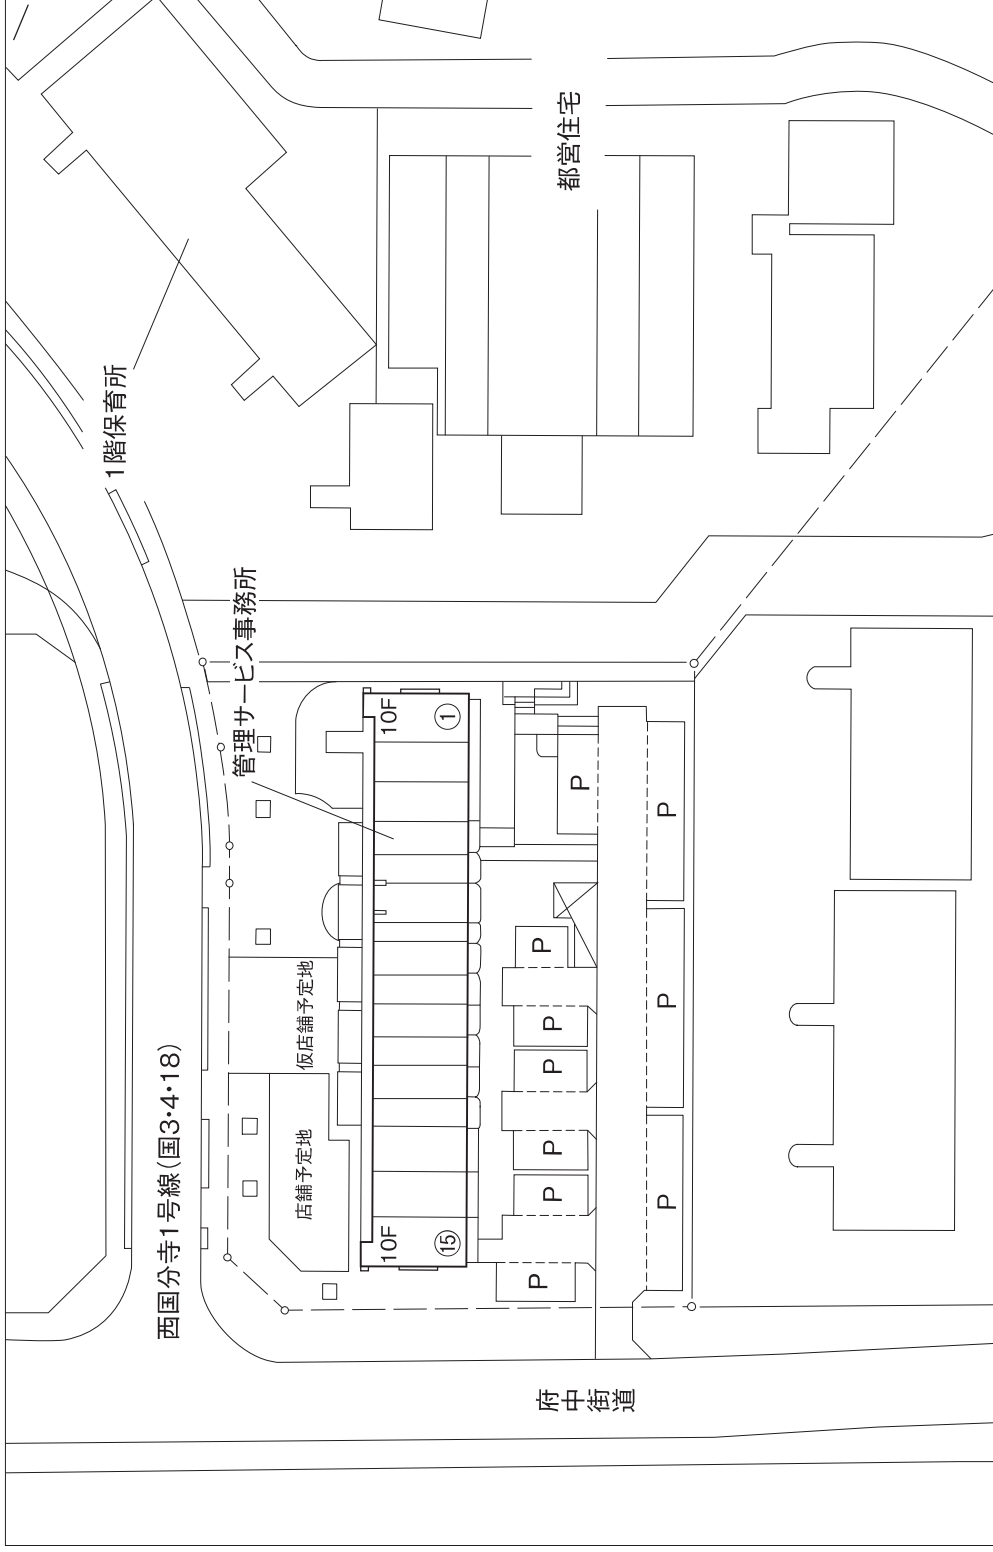 西国分寺1号線(国3・4・18)
1階保育所
管理サービス事務所
仮店舗予定地
店舗予定地
10F
①
10F
⑮
P
P
P
P
P
P
P
P
P
P
P
都営住宅
府中
街道